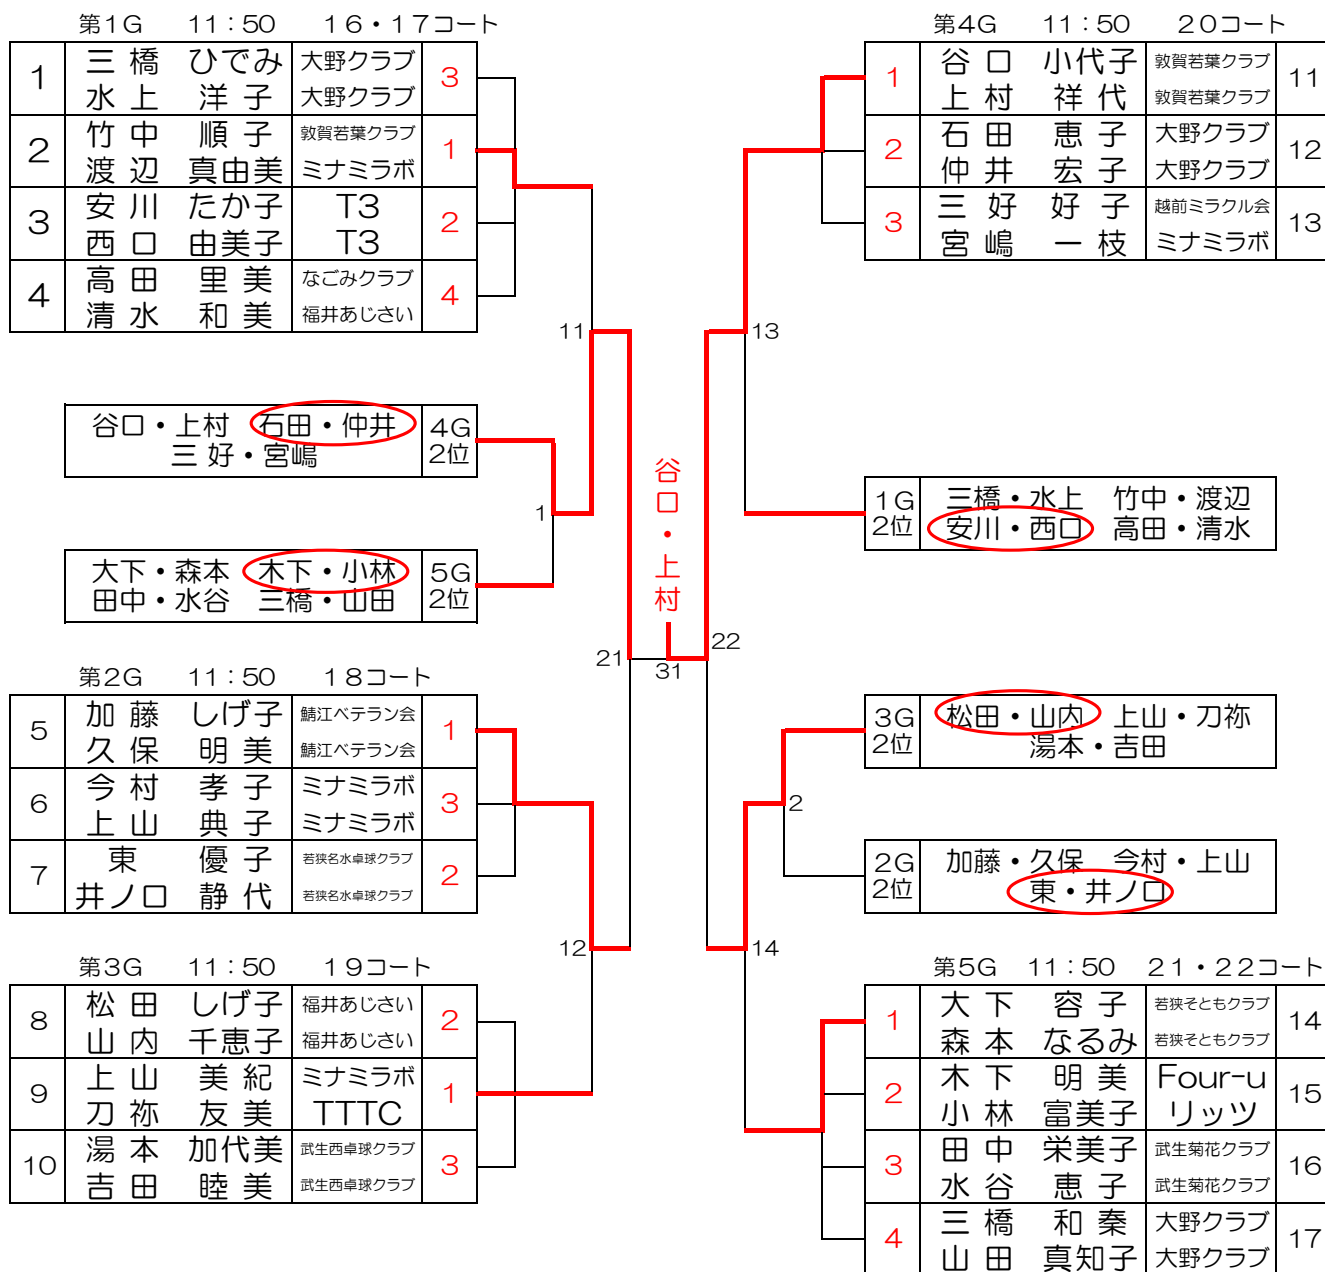 第1G 11:50 16・17コート
1 三橋 ひでみ 大野クラブ 3
水上 洋子 大野クラブ
2 竹中 順子 敦賀若葉クラブ 1
渡辺 真由美 ミナミラボ
3 安川 たか子 T3 2
西口 由美子 T3
4 高田 里美 なごみクラブ 4
清水 和美 福井あじさい
11
谷口・上村 石田・仲井 4G
三好・宮嶋 2位
1
大下・森本 木下・小林 5G
田中・水谷 三橋・山田 2位
21
第2G 11:50 18コート
5 加藤 しげ子 鯖江ベテラン会 1
久保 明美 鯖江ベテラン会
6 今村 孝子 ミナミラボ 3
上山 典子 ミナミラボ
7 東 優子 若狭名水卓球クラブ 2
井ノ口 静代 若狭名水卓球クラブ
12
第3G 11:50 19コート
8 松田 しげ子 福井あじさい 2
山内 千恵子 福井あじさい
9 上山 美紀 ミナミラボ 1
刀祢 友美 TTTC
10 湯本 加代美 武生西卓球クラブ 3
吉田 睦美 武生西卓球クラブ
谷口・上村
31
第4G 11:50 20コート
1 谷口 小代子 敦賀若葉クラブ 11
上村 祥代 敦賀若葉クラブ
2 石田 恵子 大野クラブ 12
仲井 宏子 大野クラブ
3 三好 好子 越前ミラクル会 13
宮嶋 一枝 ミナミラボ
13
1G 三橋・水上 竹中・渡辺
2位 安川・西口 高田・清水
22
3G 松田・山内 上山・刀祢
2位 湯本・吉田
2
2G 加藤・久保 今村・上山
2位 東・井ノ口
14
第5G 11:50 21・22コート
1 大下 容子 若狭そともクラブ 14
森本 なるみ 若狭そともクラブ
2 木下 明美 Four-u 15
小林 富美子 リッツ
3 田中 栄美子 武生菊花クラブ 16
水谷 恵子 武生菊花クラブ
4 三橋 和秦 大野クラブ 17
山田 真知子 大野クラブ